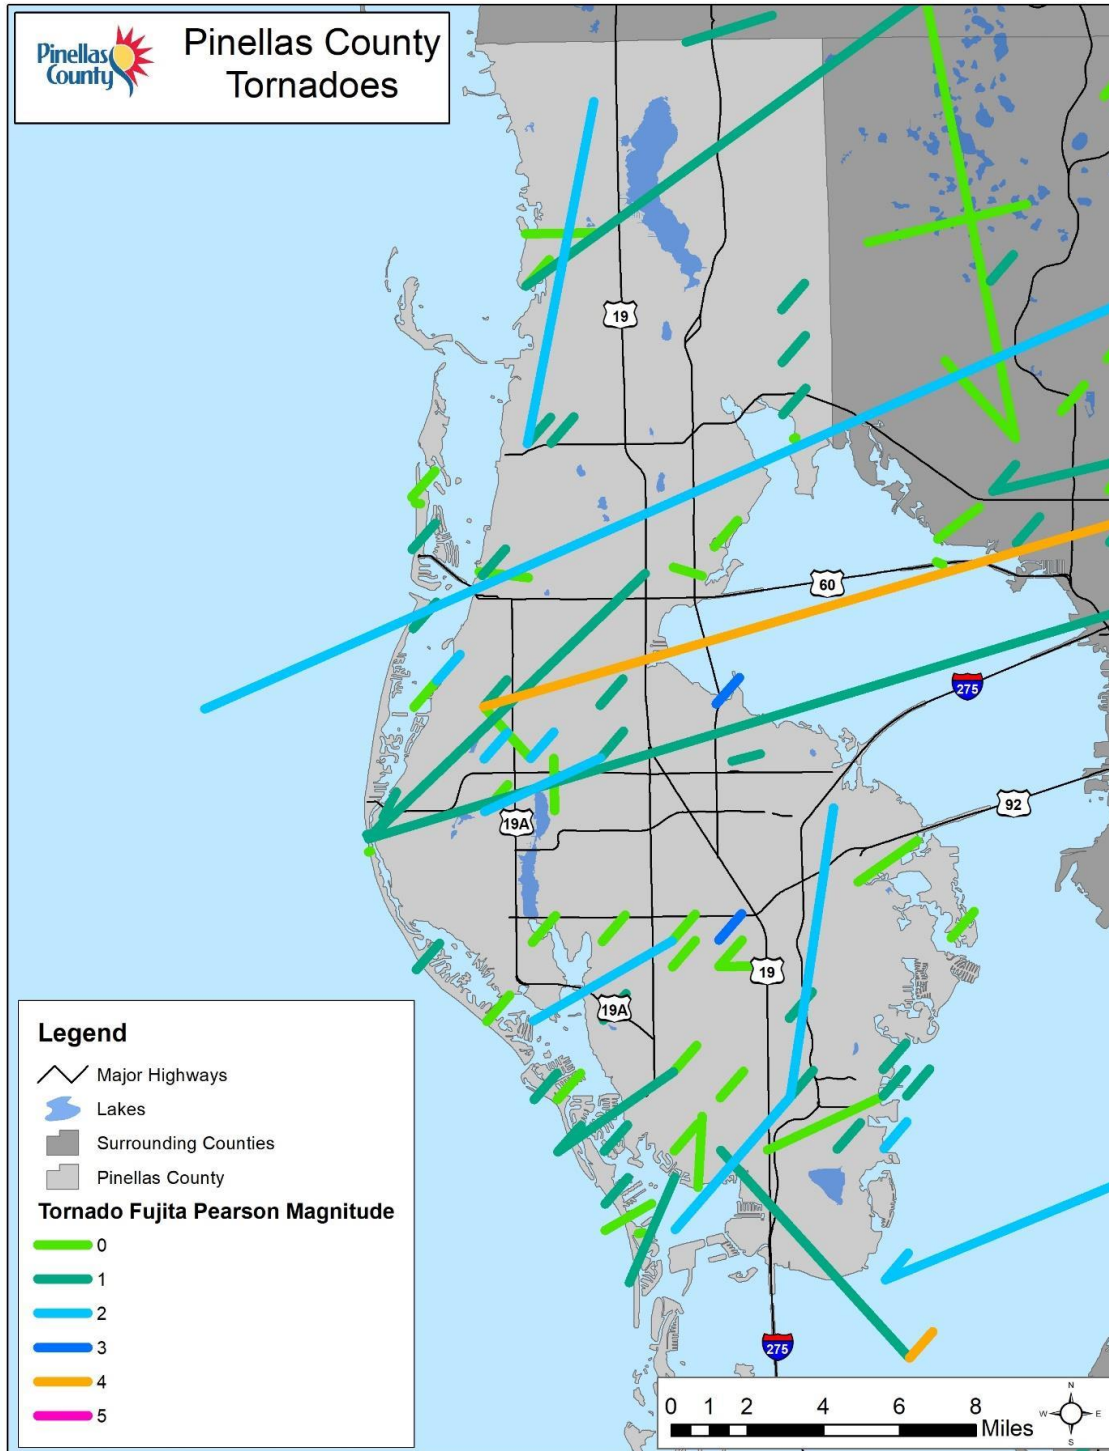 Pinellas
County
Pinellas County
Tornadoes
19
60
275
92
19A
19
19A
275
Legend
Major Highways
Lakes
Surrounding Counties
Pinellas County
Tornado Fujita Pearson Magnitude
0
1
2
3
4
5
0 1 2 4 6 8
Miles
N
W E
S